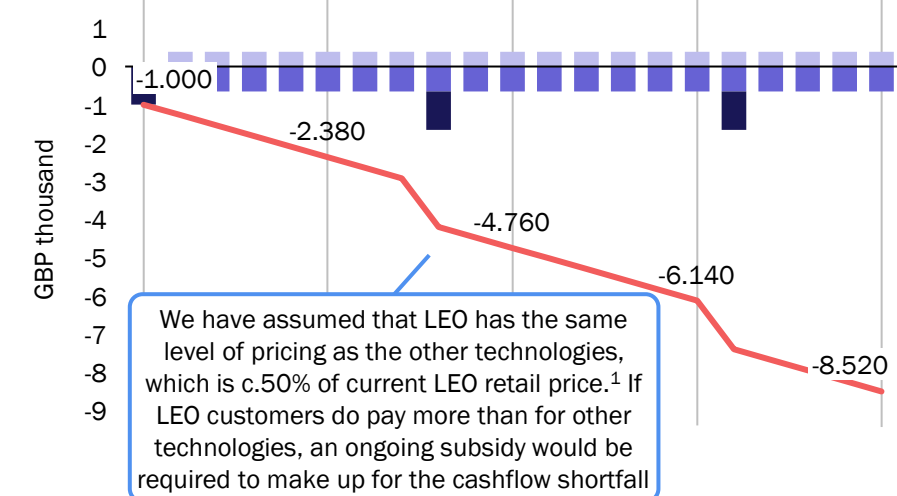 1
0
-1.000
-1
-2.380
-2
-3
-4
-4.760
-5
-6.140
-6
-7
-8.520
-8
-9
GBP thousand
We have assumed that LEO has the same
level of pricing as the other technologies,
which is c.50% of current LEO retail price.¹ If
LEO customers do pay more than for other
technologies, an ongoing subsidy would be
required to make up for the cashflow shortfall